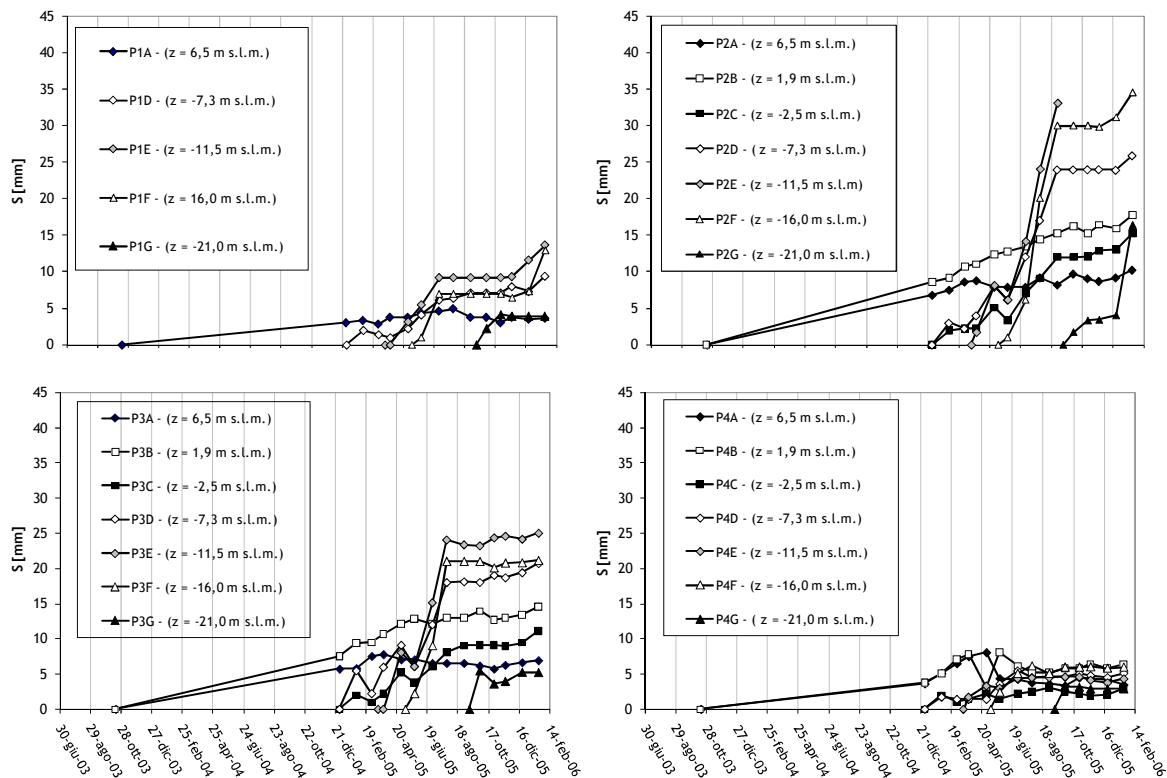 45
40
35
30
25
20
15
10
5
0
S [mm]
P1A - (z = 6,5 m s.l.m.)
P1D - (z = -7,3 m s.l.m.)
P1E - (z = -11,5 m s.l.m.)
P1F - (z = 16,0 m s.l.m.)
P1G - (z = -21,0 m s.l.m.)
45
40
35
30
25
20
15
10
5
0
S [mm]
P2A - (z = 6,5 m s.l.m.)
P2B - (z = 1,9 m s.l.m.)
P2C - (z = -2,5 m s.l.m.)
P2D - ( z = -7,3 m s.l.m.)
P2E - (z = -11,5 m s.l.m)
P2F - (z = -16,0 m s.l.m.)
P2G - (z = -21,0 m s.l.m.)
45
40
35
30
25
20
15
10
5
0
S [mm]
P3A - (z = 6,5 m s.l.m.)
P3B - (z = 1,9 m s.l.m.)
P3C - (z = -2,5 m s.l.m.)
P3D - (z = -7,3 m s.l.m.)
P3E - (z = -11,5 m s.l.m.)
P3F - (z = -16,0 m s.l.m.)
P3G - (z = -21,0 m s.l.m.)
30-giu-03
29-ago-03
28-ott-03
27-dic-03
25-feb-04
25-apr-04
24-giu-04
23-ago-04
22-ott-04
21-dic-04
19-feb-05
20-apr-05
19-giu-05
18-ago-05
17-ott-05
16-dic-05
14-feb-06
45
40
35
30
25
20
15
10
5
0
S [mm]
P4A - (z = 6,5 m s.l.m.)
P4B - (z = 1,9 m s.l.m.)
P4C - (z = -2,5 m s.l.m.)
P4D - (z = -7,3 m s.l.m.)
P4E - (z = -11,5 m s.l.m.)
P4F - (z = -16,0 m s.l.m.)
P4G - ( z = -21,0 m s.l.m.)
30-giu-03
29-ago-03
28-ott-03
27-dic-03
25-feb-04
25-apr-04
24-giu-04
23-ago-04
22-ott-04
21-dic-04
19-feb-05
20-apr-05
19-giu-05
18-ago-05
17-ott-05
16-dic-05
14-feb-06